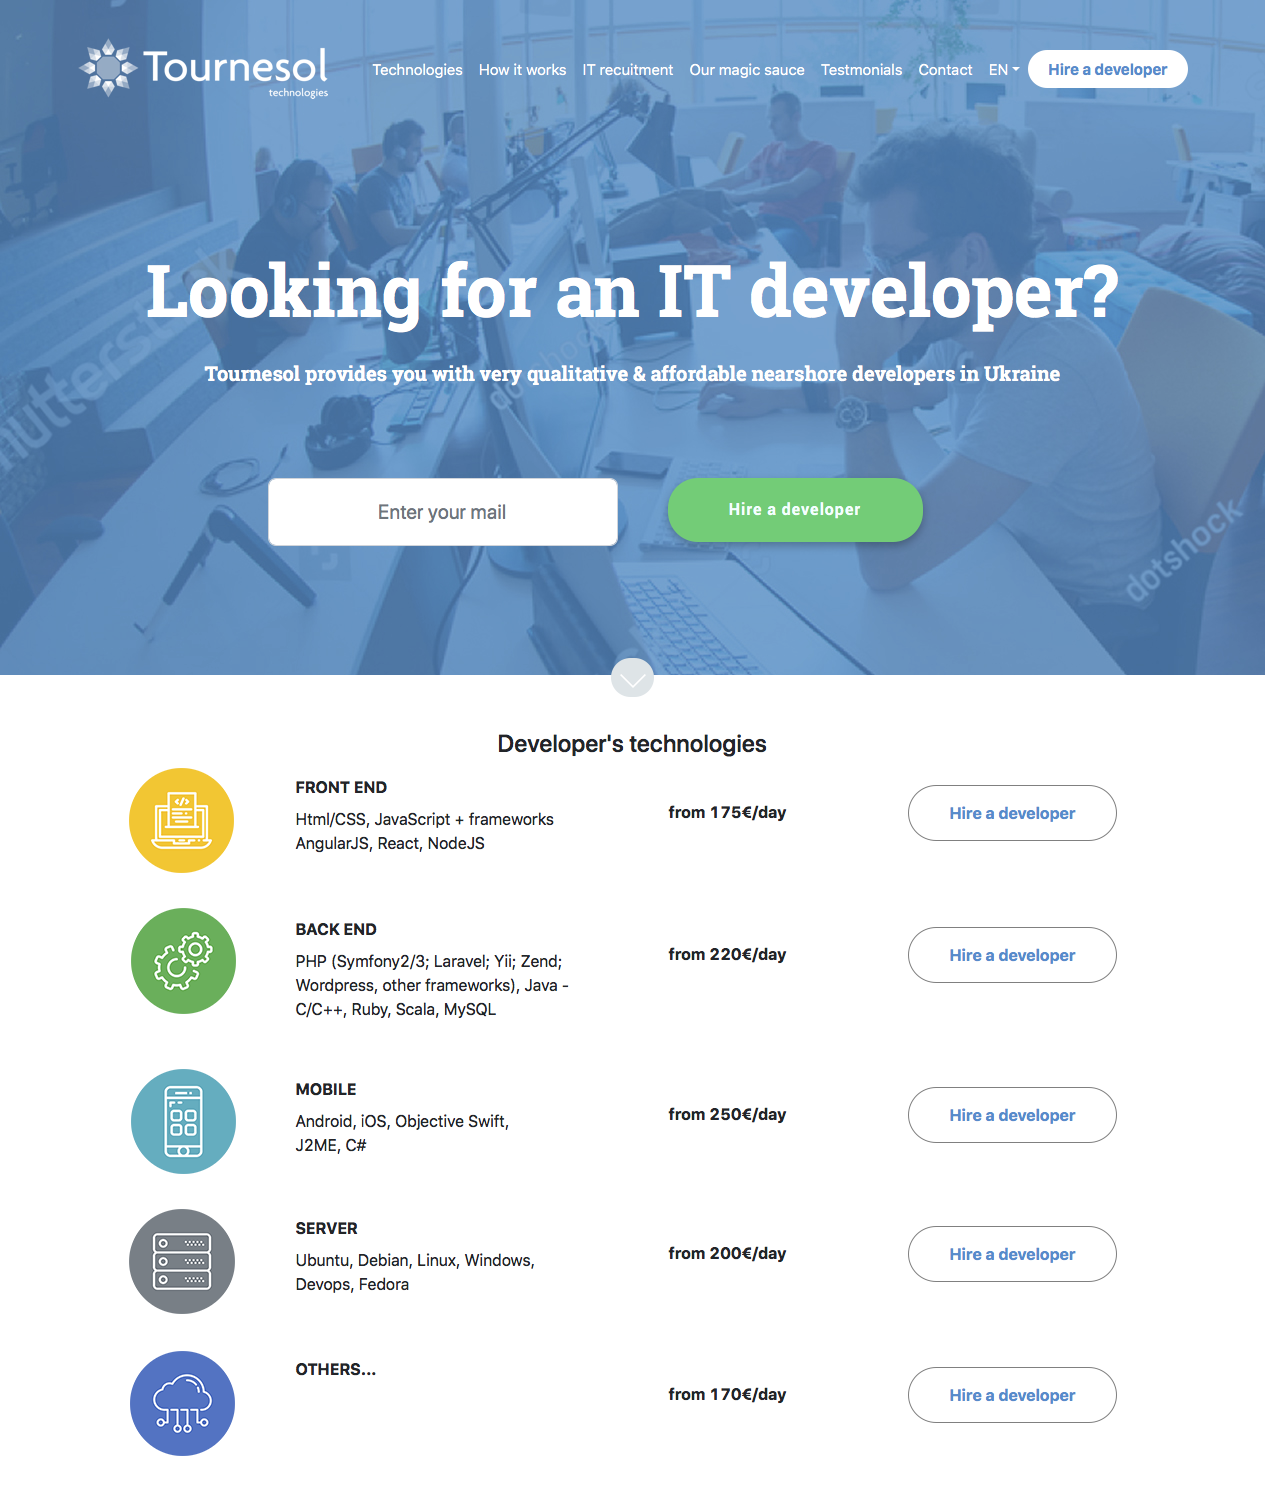 Tournesol
technologies
Technologies How it works IT recuitment Our magic sauce Testmonials Contact EN Hire a developer
Looking for an IT developer?
Tournesol provides you with very qualitative & affordable nearshore developers in Ukraine
dotshock
Enter your mail
Hire a developer
dotshock
Developer's technologies
FRONT END
Html/CSS, JavaScript + frameworks
AngularJS, React, NodeJS
from 175€/day
Hire a developer
BACK END
PHP (Symfony2/3; Laravel; Yii; Zend;
Wordpress, other frameworks), Java -
C/C++, Ruby, Scala, MySQL
from 220€/day
Hire a developer
MOBILE
Android, iOS, Objective Swift,
J2ME, C#
from 250€/day
Hire a developer
SERVER
Ubuntu, Debian, Linux, Windows,
Devops, Fedora
from 200€/day
Hire a developer
OTHERS...
from 170€/day
Hire a developer